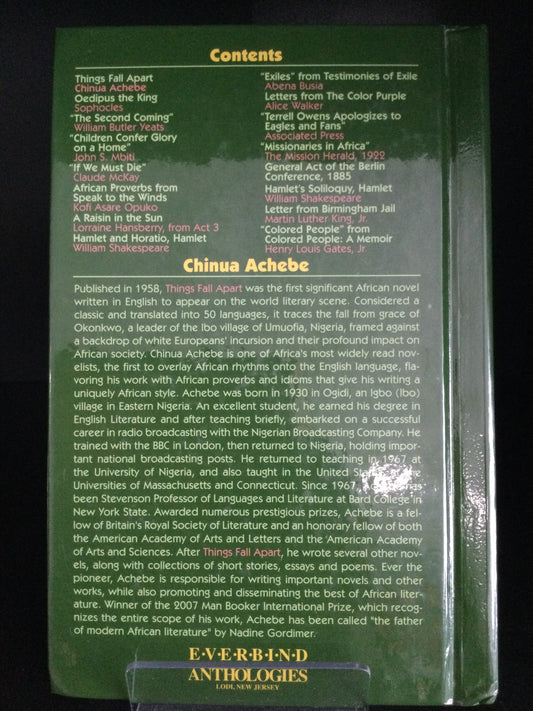 Contents
Things Fall Apart
Chinua Achebe
Oedipus the King
Sophocles
"The Second Coming"
William Butler Yeats
"Children Confer Glory
on a Home"
John S. Mbiti
"If We Must Die"
Claude McKay
African Proverbs from
Speak to the Winds
Kofi Asare Opuko
A Raisin in the Sun
Lorraine Hansberry, from Act 3
Hamlet and Horatio, Hamlet
William Shakespeare
"Exiles" from Testimonies of Exile
Abena Busia
Letters from The Color Purple
Alice Walker
"Terrell Owens Apologizes to
Eagles and Fans"
Associated Press
"Missionaries in Africa"
The Mission Herald, 1922
General Act of the Berlin
Conference, 1885
Hamlet's Soliloquy, Hamlet
William Shakespeare
Letter from Birmingham Jail
Martin Luther King, Jr.
"Colored People" from
Colored People: A Memoir
Henry Louis Gates, Jr.
Chinua Achebe
Published in 1958, Things Fall Apart was the first significant African novel
written in English to appear on the world literary scene. Considered a
classic and translated into 50 languages, it traces the fall from grace of
Okonkwo, a leader of the Ibo village of Umuofia, Nigeria, framed against
a backdrop of white Europeans' incursion and their profound impact on
African society. Chinua Achebe is one of Africa's most widely read nov-
elists, the first to overlay African rhythms onto the English language, fla-
voring his work with African proverbs and idioms that give his writing a
uniquely African style. Achebe was born in 1930 in Ogidi, an Igbo (Ibo)
village in Eastern Nigeria. An excellent student, he earned his degree in
English Literature and after teaching briefly, embarked on a successful
career in radio broadcasting with the Nigerian Broadcasting Company. He
trained with the BBC in London, then returned to Nigeria, holding impor-
tant national broadcasting posts. He returned to teaching in 1967 at
the University of Nigeria, and also taught in the United States at the
Universities of Massachusetts and Connecticut. Since 1967 has
been Stevenson Professor of Languages and Literature at Bard College in
New York State. Awarded numerous prestigious prizes, Achebe is a fel-
low of Britain's Royal Society of Literature and an honorary fellow of both
the American Academy of Arts and Letters and the American Academy
of Arts and Sciences. After Things Fall Apart, he wrote several other nov-
els, along with collections of short stories, essays and poems. Ever the
pioneer, Achebe is responsible for writing important novels and other
works, while also promoting and disseminating the best of African liter-
ature. Winner of the 2007 Man Booker International Prize, which recog-
nizes the entire scope of his work, Achebe has been called "the father
of modern African literature" by Nadine Gordimer.
E·V·E·R·B·I·N·D
ANTHOLOGIES
LODI, NEW JERSEY